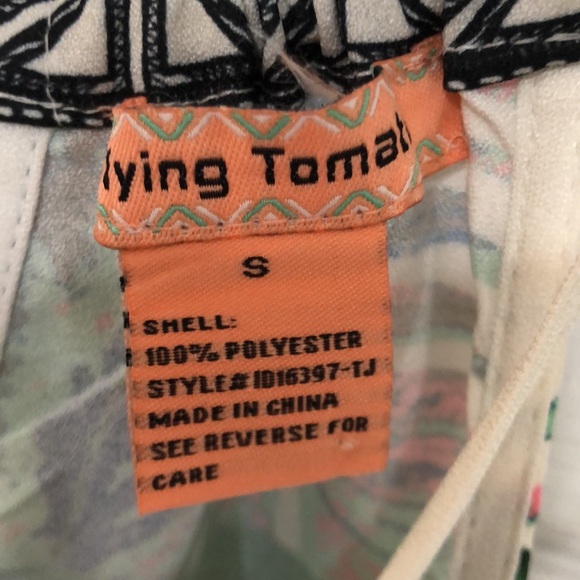 lying Tomat
S
SHELL:
100% POLYESTER
STYLE# ID16397-TJ
MADE IN CHINA
SEE REVERSE FOR
CARE